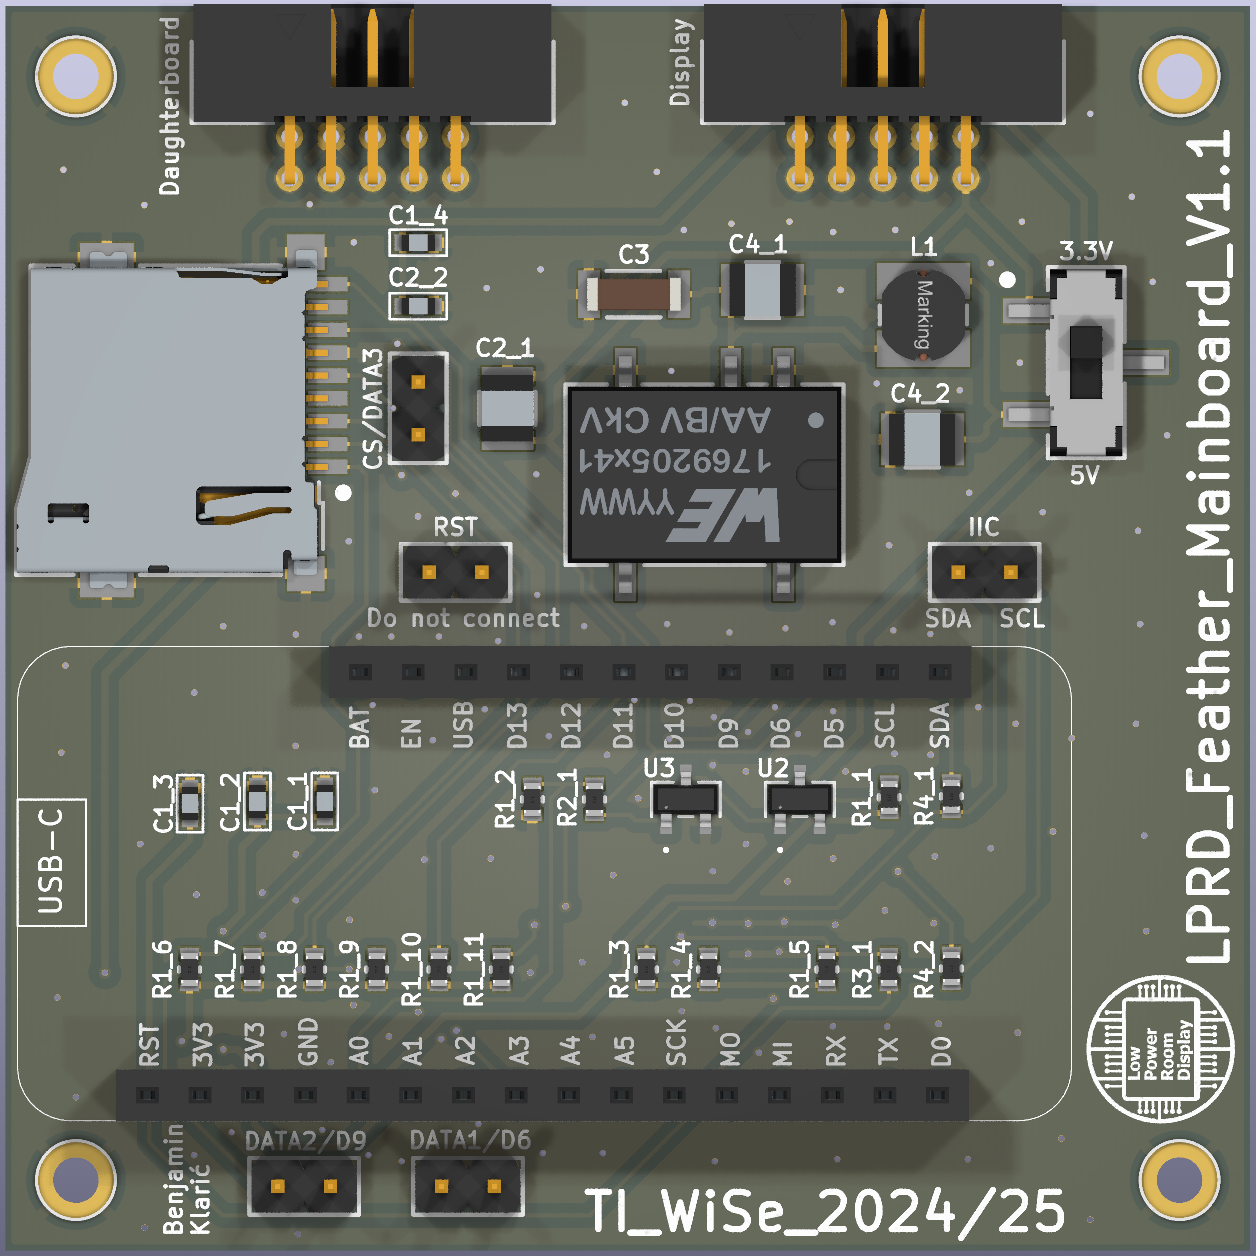 Daughterboard
Display
C1_4
C2_2
C3
C4_1
L1
Marking
3.3V
5V
C4_2
CS/DATA3
C2_1
AA/BV CkV
1769205x41
WE
YYWW
RST
Do not connect
IIC
SDA SCL
BAT
EN
USB
D13
D12
D11
D10
D9
D6
D5
SCL
SDA
C1_3
C1_2
C1_1
R1_2
R2_1
U3
U2
R1_1
R4_1
USB-C
R1_6
R1_7
R1_8
R1_9
R1_10
R1_11
R1_3
R1_4
R1_5
R3_1
R4_2
RST
3V3
3V3
GND
A0
A1
A2
A3
A4
A5
SCK
MO
MI
RX
TX
D0
LPRD_Feather_Mainboard_V1.1
Low
Power
Room
Display
Benjamin
Klarić
DATA2/D9
DATA1/D6
TI_WiSe_2024/25